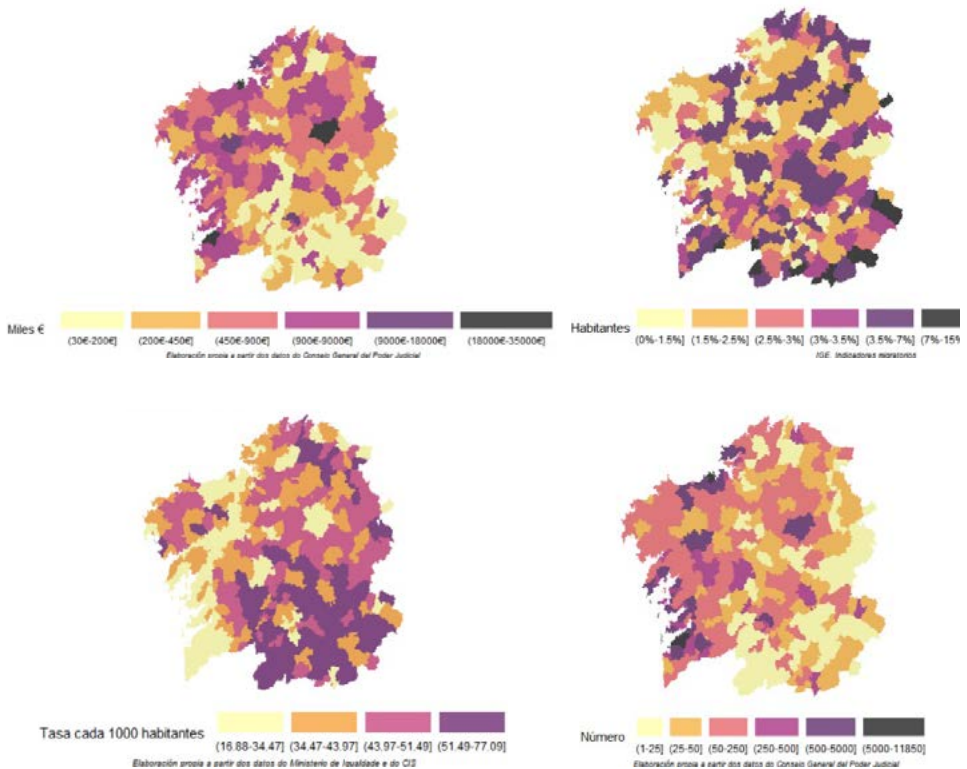 Miles €
(30€-200€]
(200€-450€]
(450€-900€]
(900€-9000€]
(9000€-18000€]
(18000€-35000€]
Elaboración propia a partir dos datos do Consejo General del Poder Judicial
Habitantes
(0%-1.5%]
(1.5%-2.5%]
(2.5%-3%]
(3%-3.5%]
(3.5%-7%]
(7%-15%
IGE. Indicadores migratorios
Tasa cada 1000 habitantes
(16.88-34.47]
(34.47-43.97]
(43.97-51.49]
(51.49-77.09]
Elaboración propia a partir dos datos do Ministerio de Igualdade e do CIS
Número
(1-25]
(25-50]
(50-250]
(250-500]
(500-5000]
(5000-11850]
Elaboración propia a partir dos datos do Consejo General del Poder Judicial